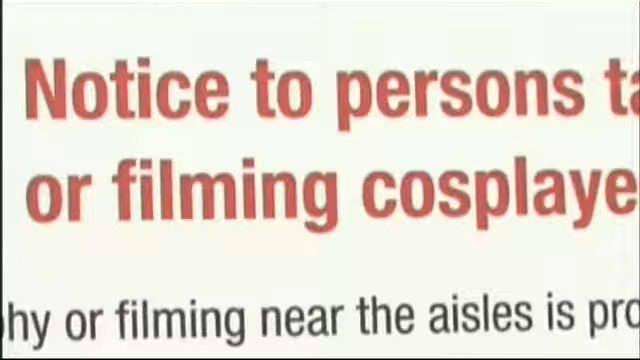 Notice to persons ta
or filming cosplaye
hy or filming near the aisles is pro